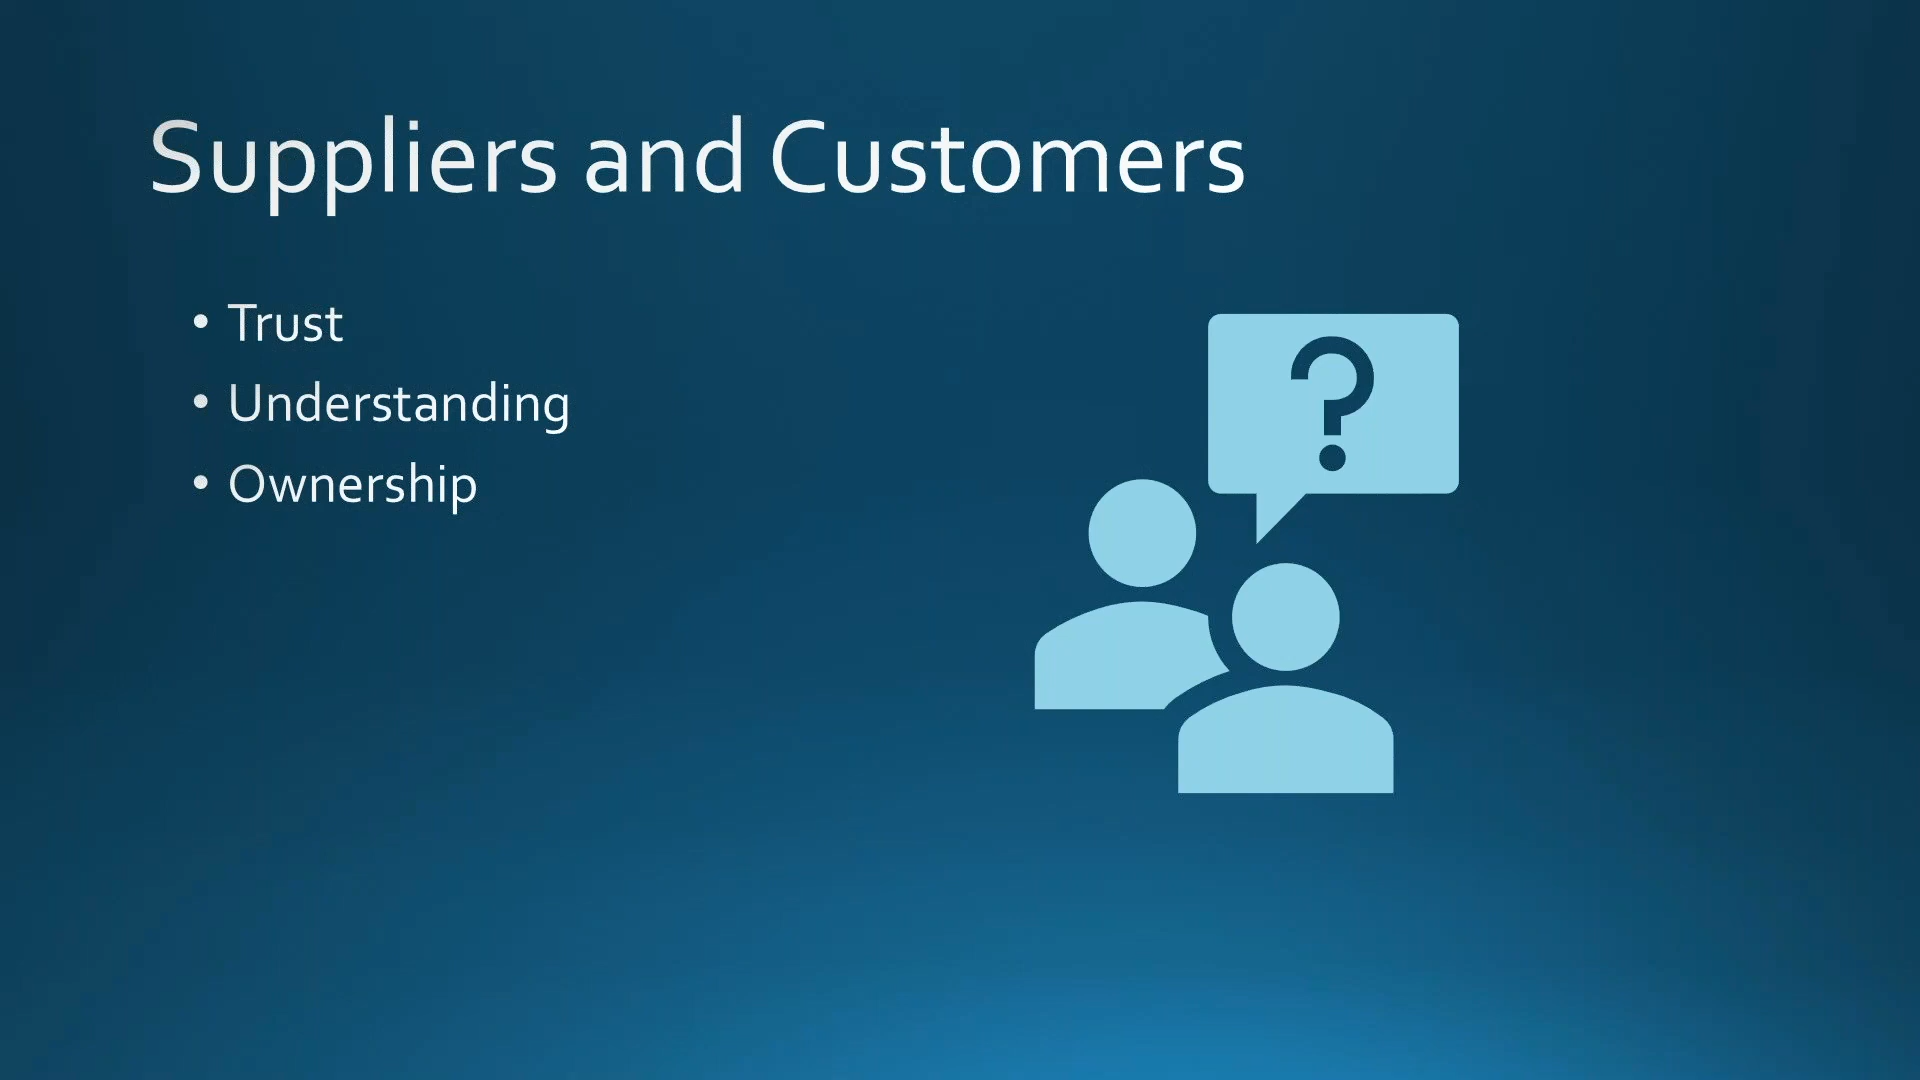 Suppliers and Customers
• Trust
• Understanding
• Ownership
?